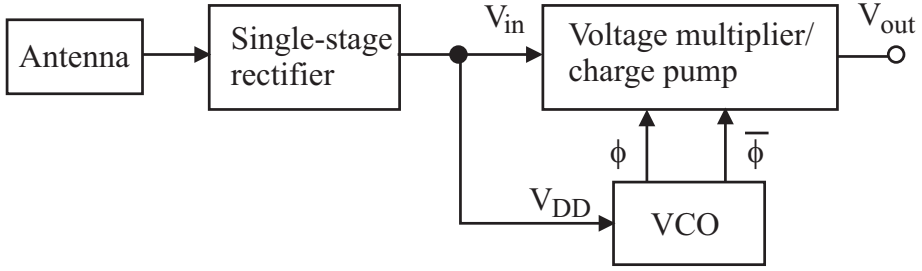 Antenna
Single-stage
rectifier
V_in
Voltage multiplier/
charge pump
V_out
ϕ
ϕ̅
V_DD
VCO